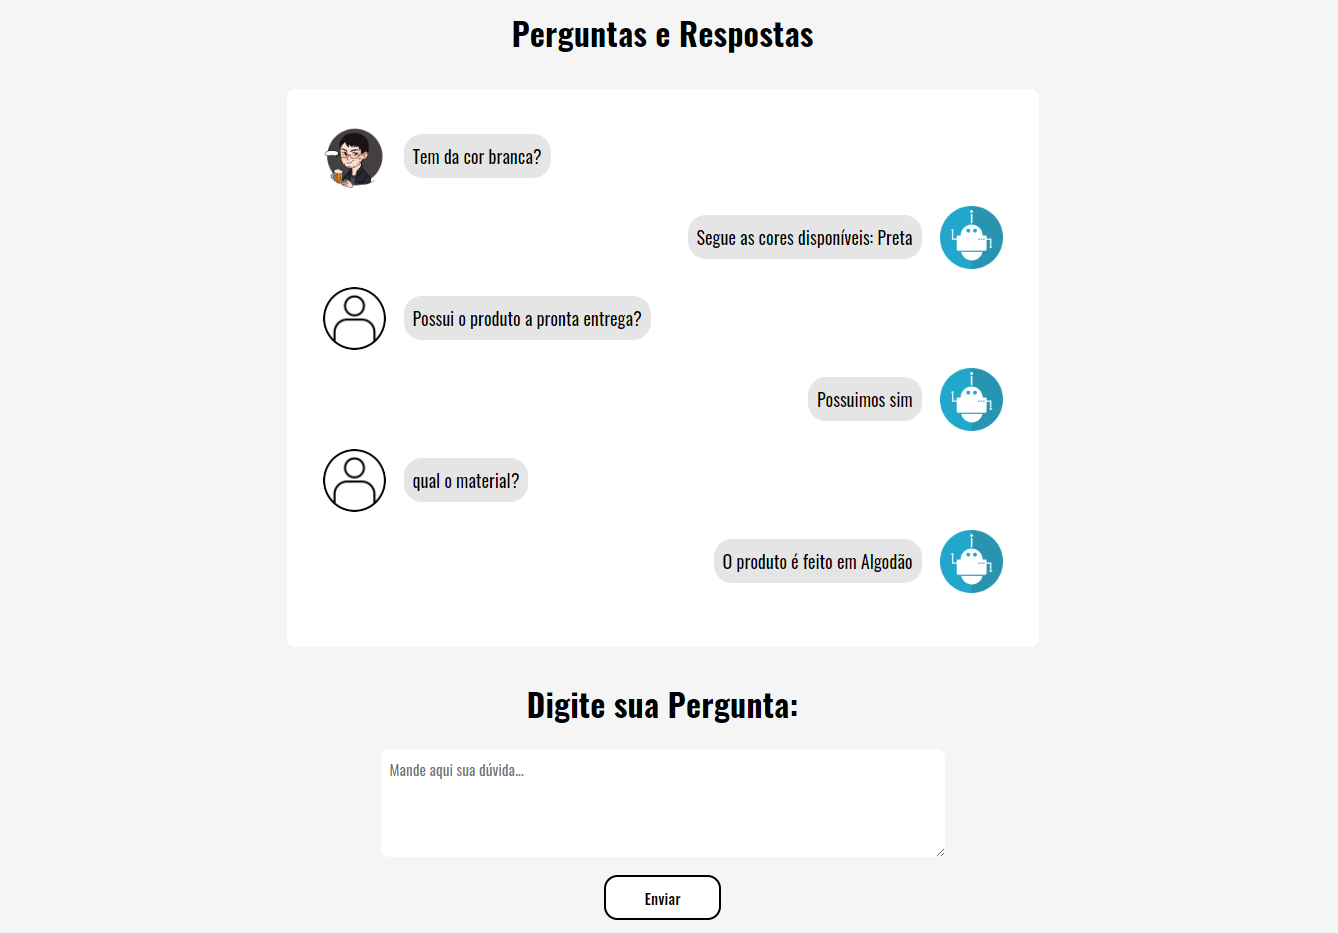 Perguntas e Respostas
Tem da cor branca?
Segue as cores disponíveis: Preta
Possui o produto a pronta entrega?
Possuimos sim
qual o material?
O produto é feito em Algodão
Digite sua Pergunta:
Mande aqui sua dúvida...
Enviar